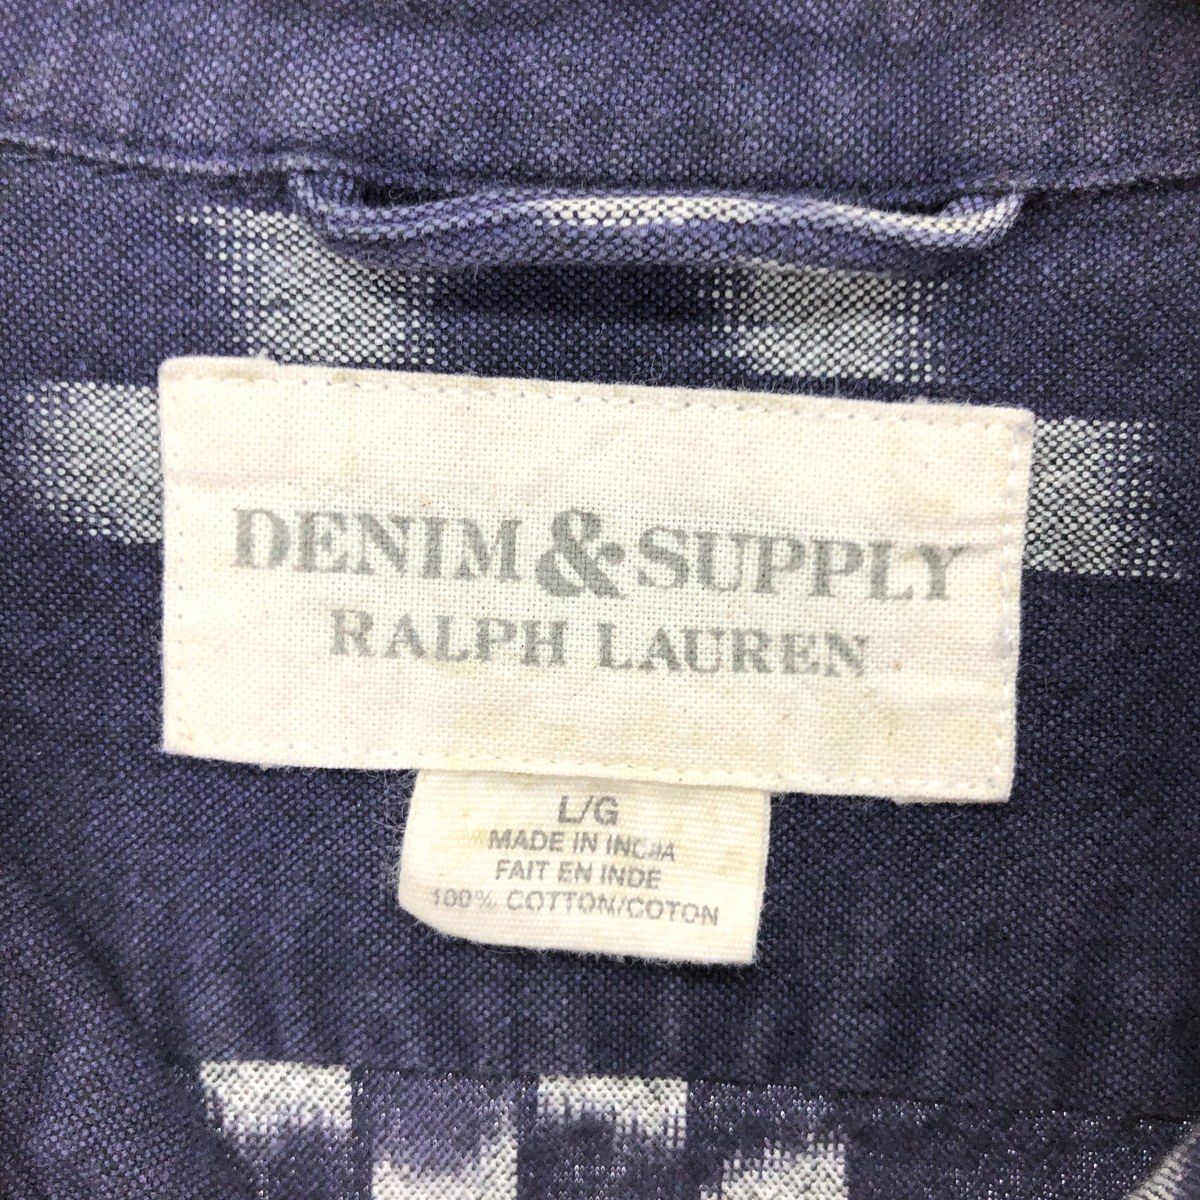 DENIM & SUPPLY
RALPH LAUREN
L/G
MADE IN INDIA
FAIT EN INDE
100% COTTON/COTON